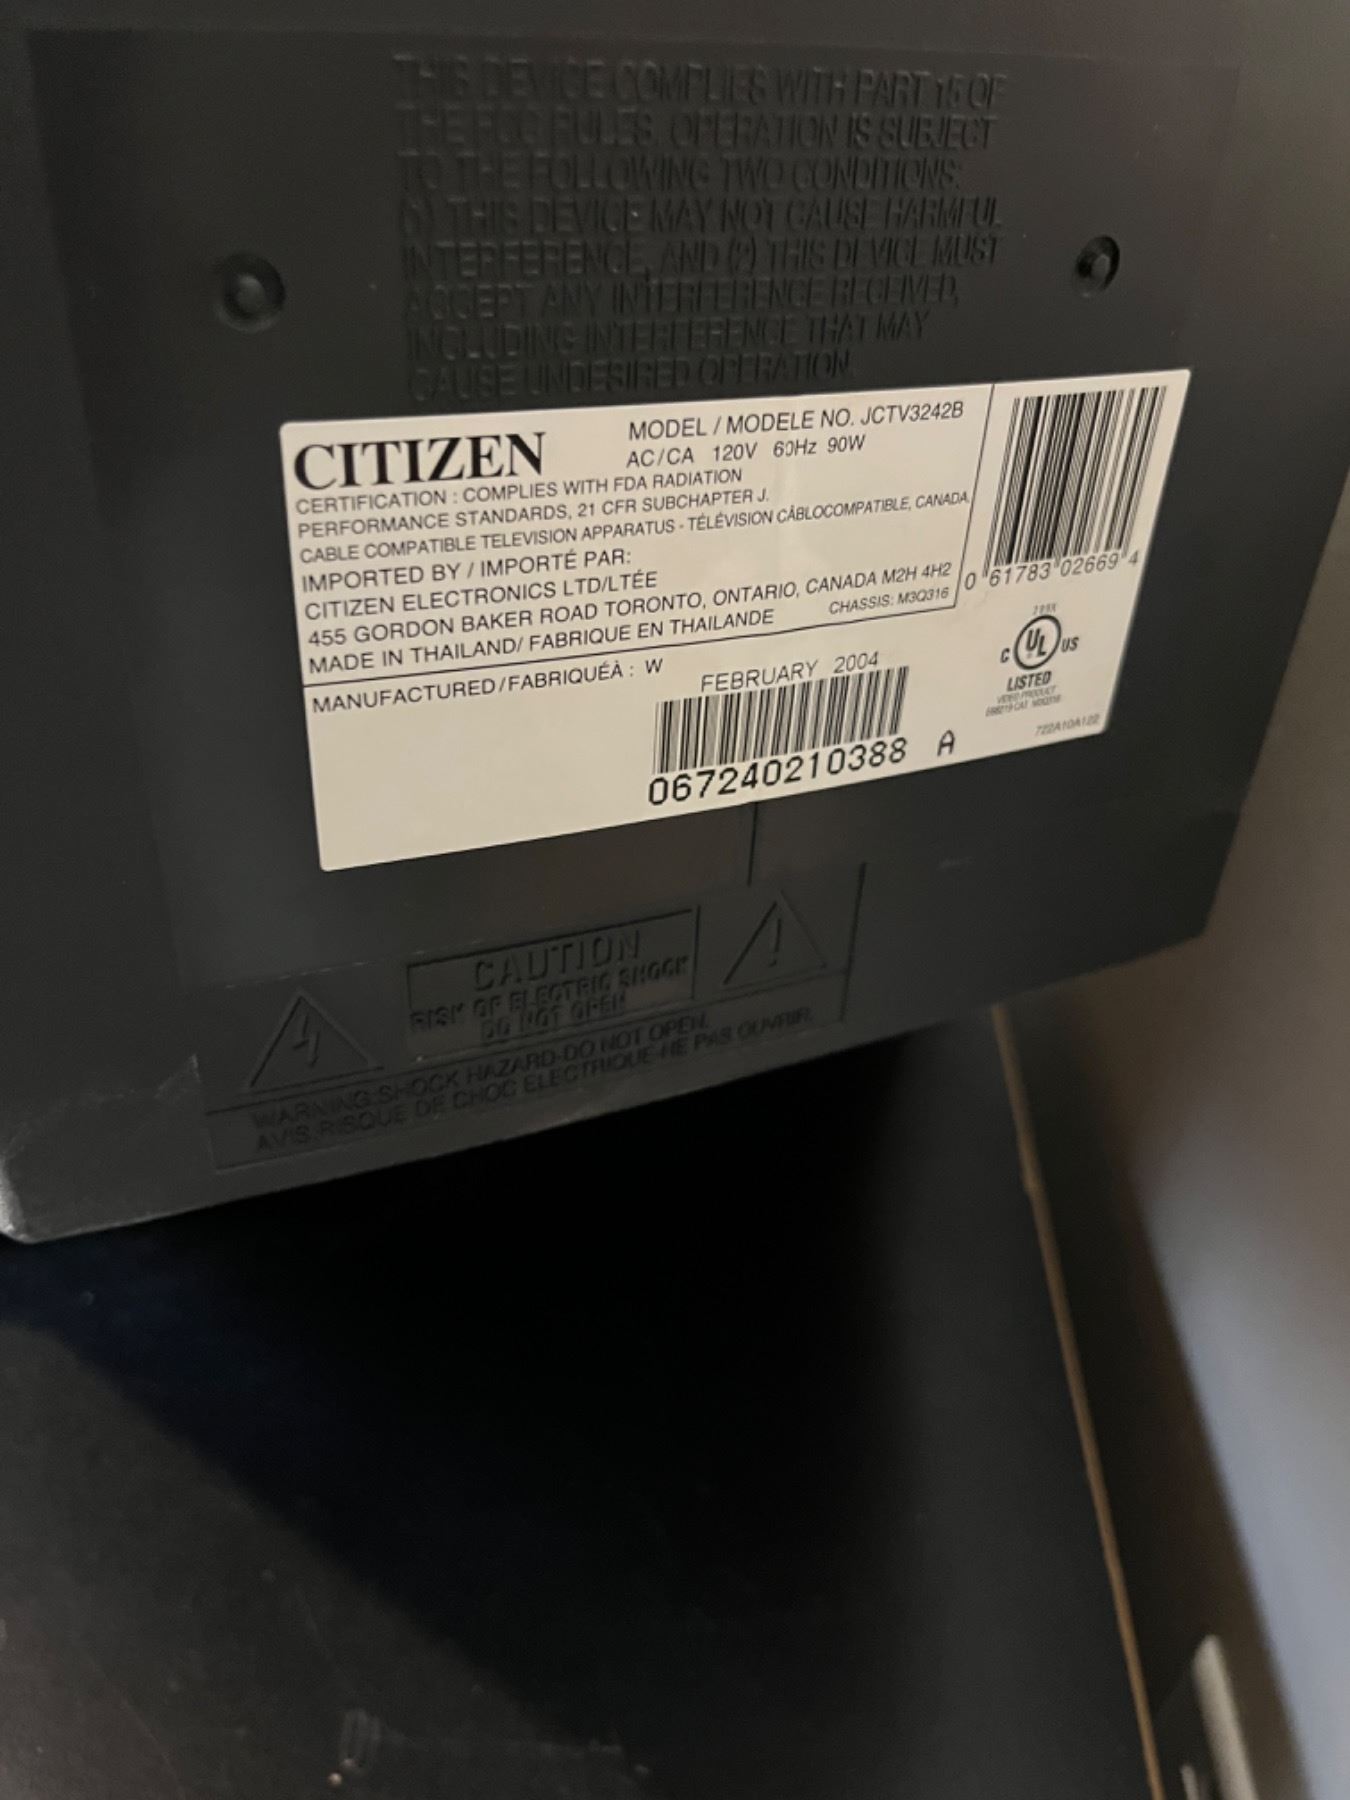 THIS DEVICE COMPLIES WITH PART 15 OF
THE FCC RULES. OPERATION IS SUBJECT
TO THE FOLLOWING TWO CONDITIONS:
(1) THIS DEVICE MAY NOT CAUSE HARMFUL
INTERFERENCE, AND (2) THIS DEVICE MUST
ACCEPT ANY INTERFERENCE RECEIVED,
INCLUDING INTERFERENCE THAT MAY
CAUSE UNDESIRED OPERATION.
CITIZEN
MODEL / MODELE NO. JCTV3242B
AC/CA 120V 60Hz 90W
CERTIFICATION : COMPLIES WITH FDA RADIATION
PERFORMANCE STANDARDS, 21 CFR SUBCHAPTER J.
CABLE COMPATIBLE TELEVISION APPARATUS - TÉLÉVISION CÂBLOCOMPATIBLE, CANADA.
IMPORTED BY / IMPORTÉ PAR:
CITIZEN ELECTRONICS LTD/LTÉE
455 GORDON BAKER ROAD TORONTO, ONTARIO, CANADA M2H 4H2
MADE IN THAILAND/ FABRIQUE EN THAILANDE
CHASSIS: M3Q316
0 61783 02669 4
MANUFACTURED/FABRIQUÉÀ : W
FEBRUARY 2004
067240210388 A
C UL US
LISTED
VIDEO PRODUCT
722A10A122
CAUTION
RISK OF ELECTRIC SHOCK
DO NOT OPEN
WARNING:SHOCK HAZARD-DO NOT OPEN.
AVIS:RISQUE DE CHOC ELECTRIQUE-NE PAS OUVRIR.